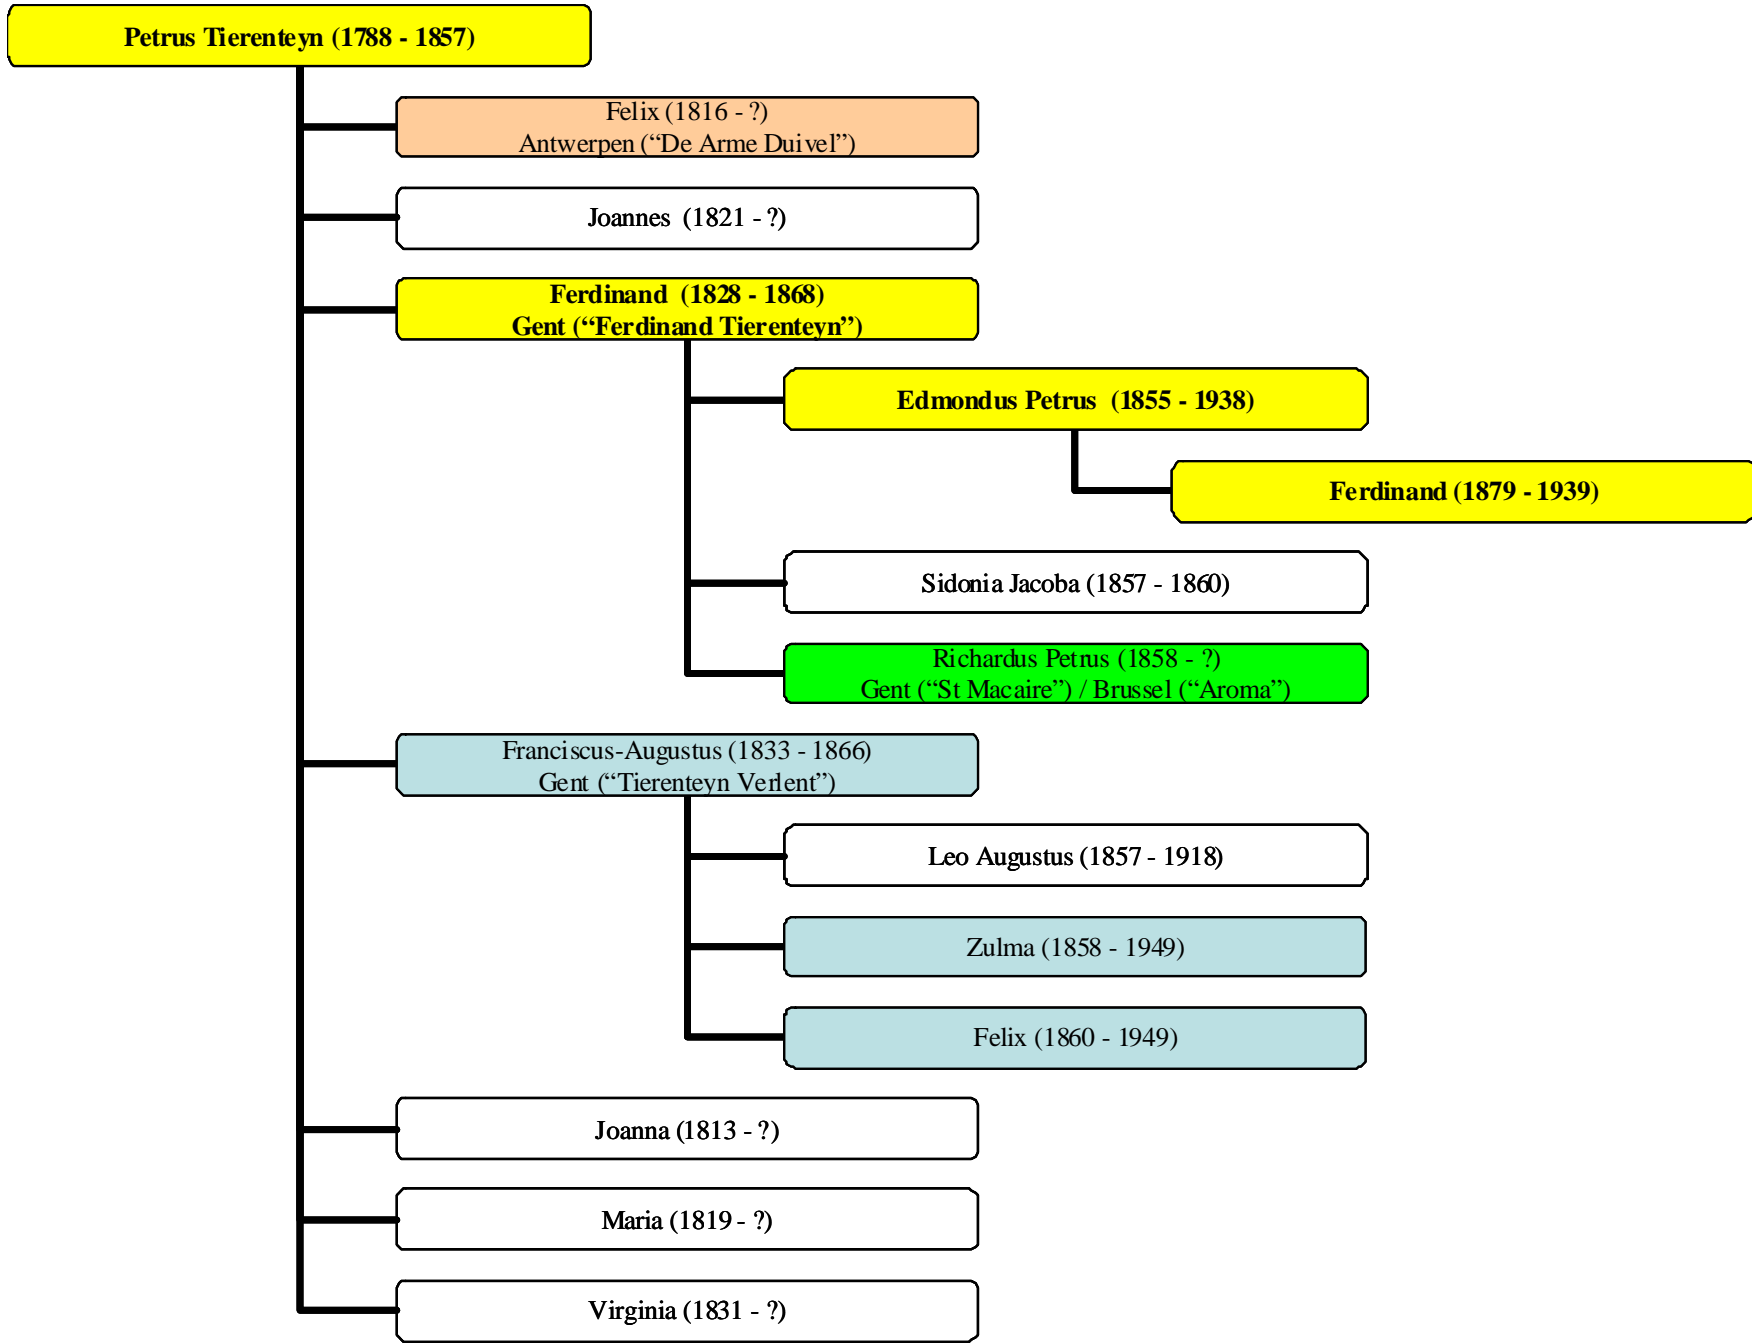 Petrus Tierenteyn (1788 - 1857)
Felix (1816 - ?)
Antwerpen (“De Arme Duivel”)
Joannes (1821 - ?)
Ferdinand (1828 - 1868)
Gent (“Ferdinand Tierenteyn”)
Edmondus Petrus (1855 - 1938)
Ferdinand (1879 - 1939)
Sidonia Jacoba (1857 - 1860)
Richardus Petrus (1858 - ?)
Gent (“St Macaire”) / Brussel (“Aroma”)
Franciscus-Augustus (1833 - 1866)
Gent (“Tierenteyn Verlent”)
Leo Augustus (1857 - 1918)
Zulma (1858 - 1949)
Felix (1860 - 1949)
Joanna (1813 - ?)
Maria (1819 - ?)
Virginia (1831 - ?)